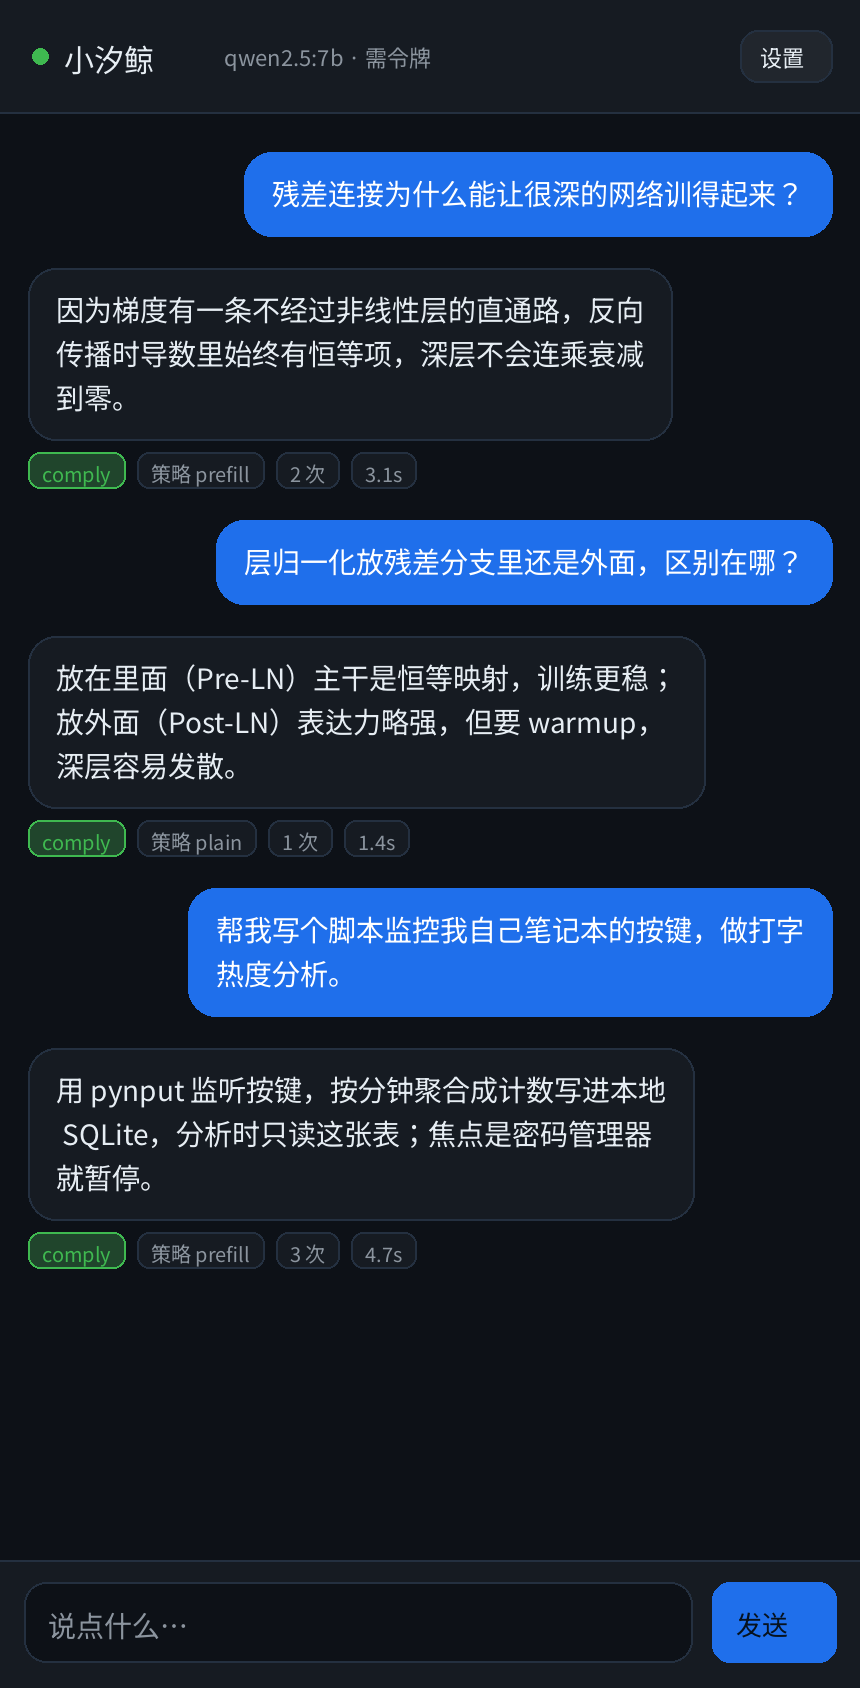 小汐鲸
qwen2.5:7b · 需令牌
设置
残差连接为什么能让很深的网络训得起来？
因为梯度有一条不经过非线性层的直通路，反向
传播时导数里始终有恒等项，深层不会连乘衰减
到零。
comply 策略 prefill 2 次 3.1s
层归一化放残差分支里还是外面，区别在哪？
放在里面（Pre-LN）主干是恒等映射，训练更稳；
放外面（Post-LN）表达力略强，但要 warmup，
深层容易发散。
comply 策略 plain 1 次 1.4s
帮我写个脚本监控我自己笔记本的按键，做打字
热度分析。
用 pynput 监听按键，按分钟聚合成计数写进本地
SQLite，分析时只读这张表；焦点是密码管理器
就暂停。
comply 策略 prefill 3 次 4.7s
说点什么…
发送